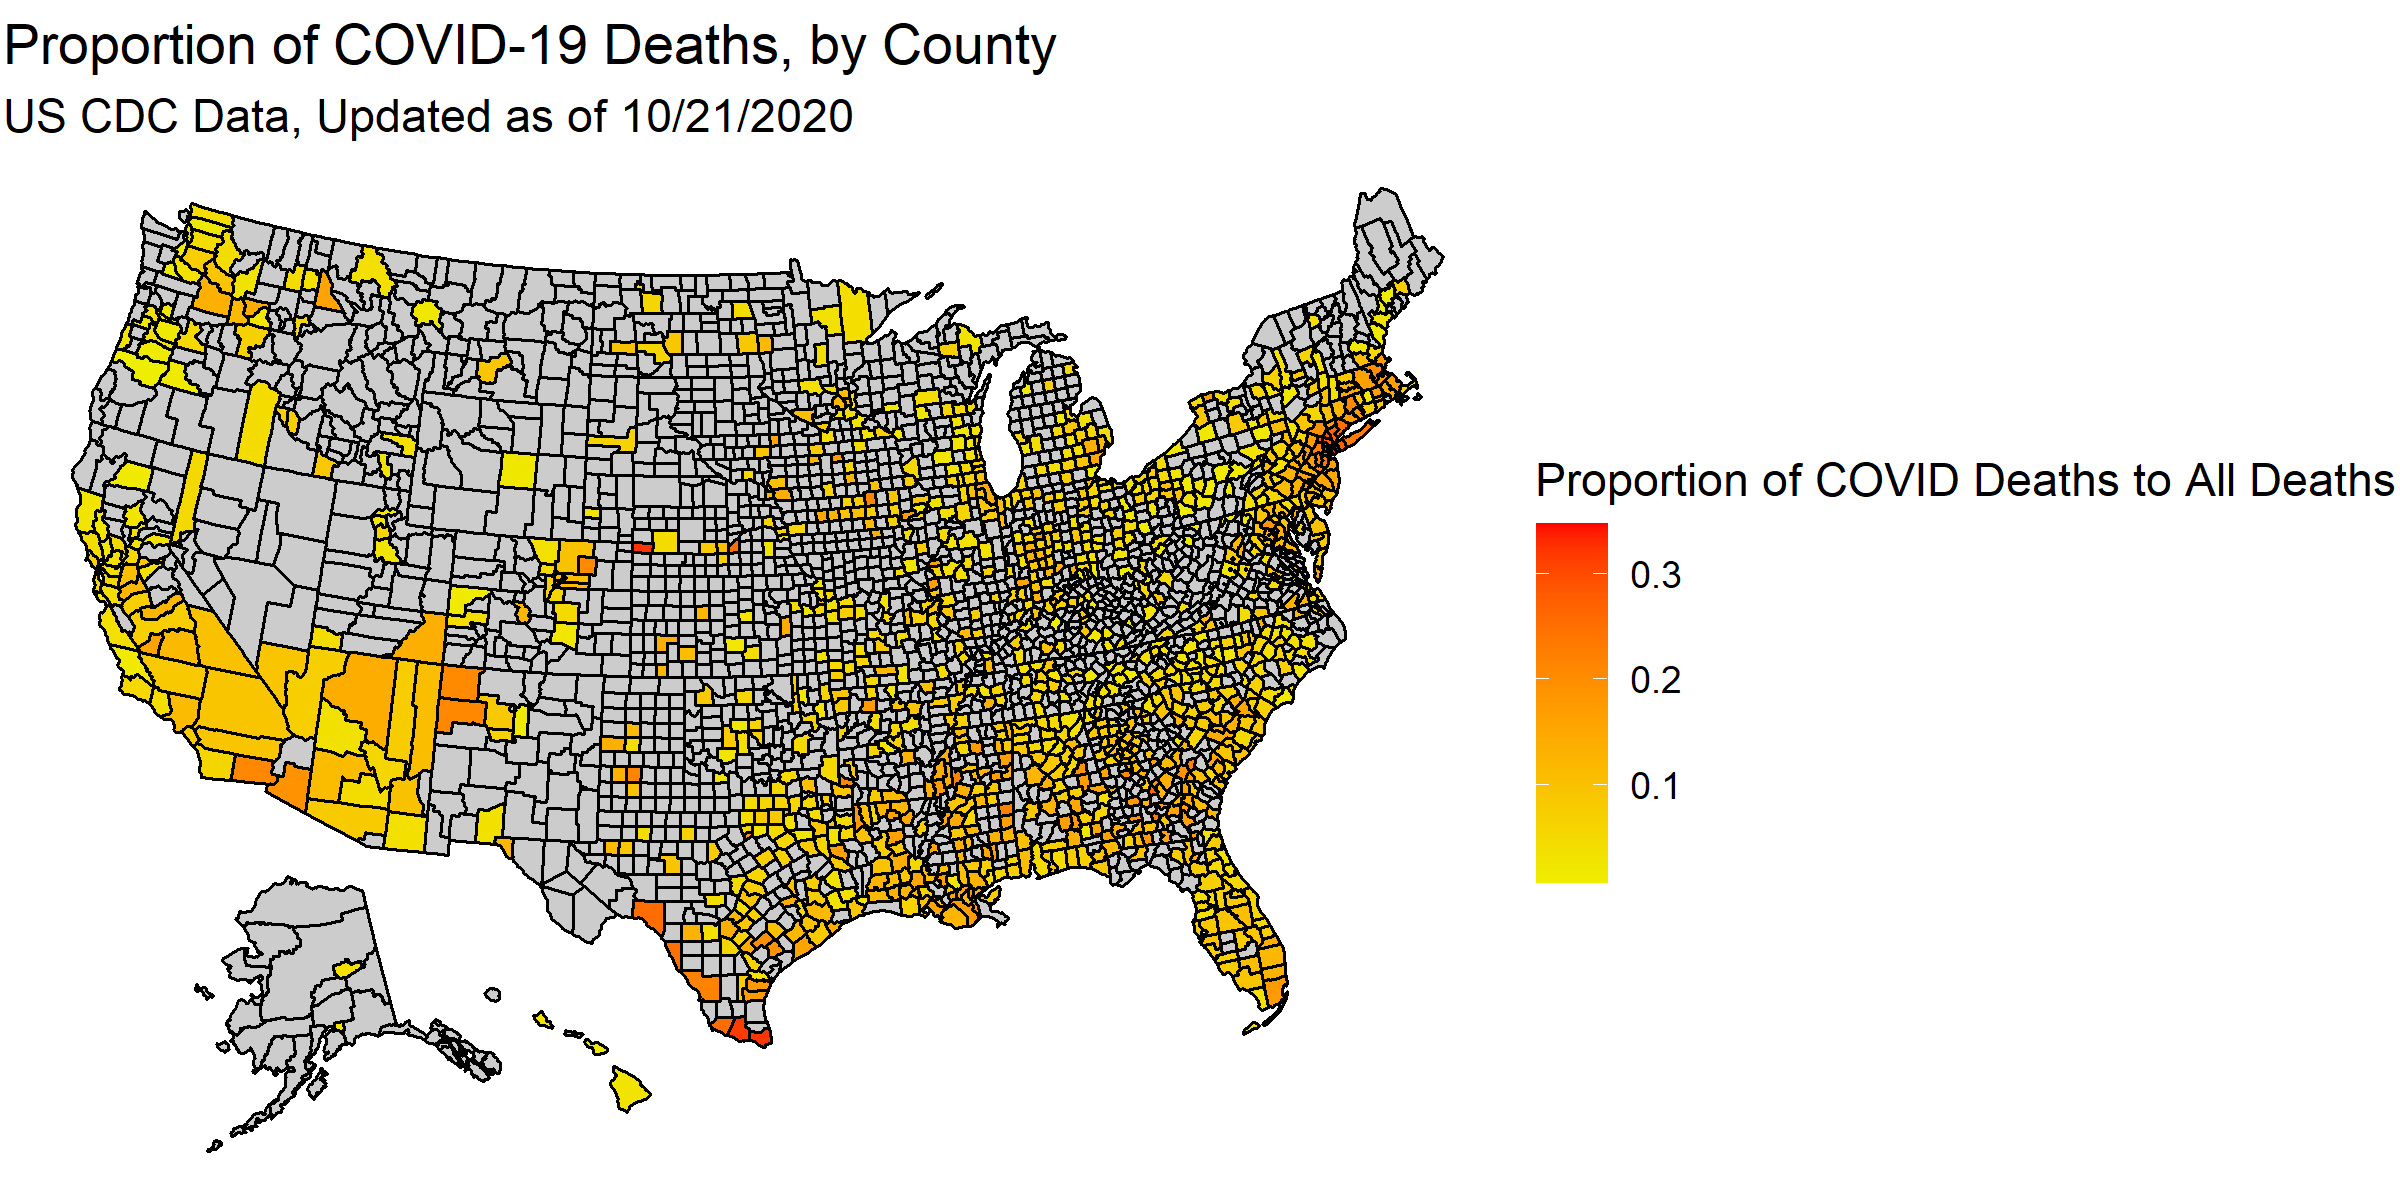 Proportion of COVID-19 Deaths, by County
US CDC Data, Updated as of 10/21/2020
Proportion of COVID Deaths to All Deaths
0.3
0.2
0.1